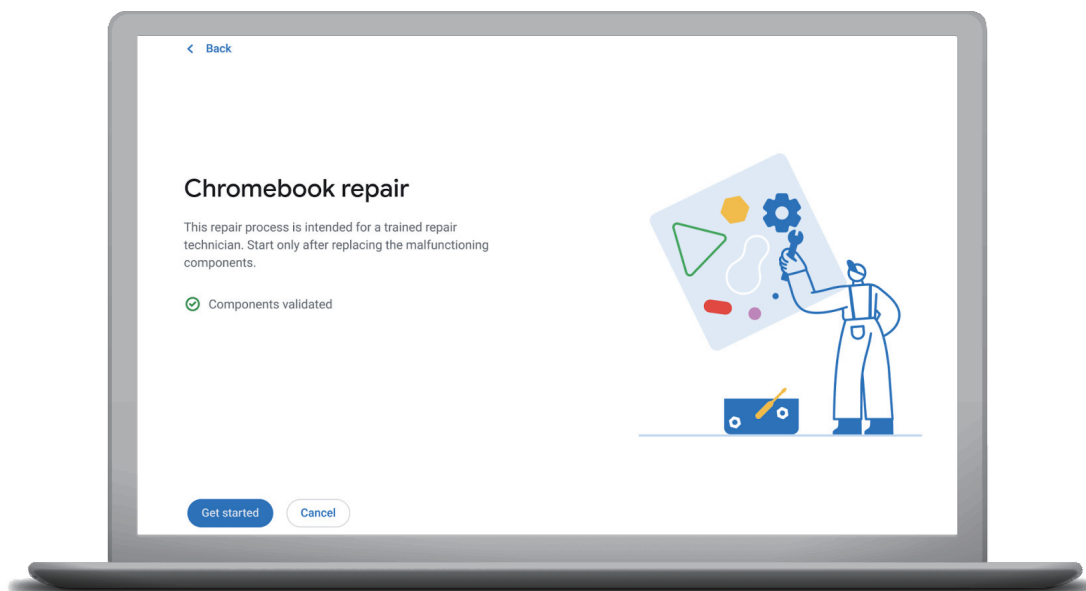 Back
Chromebook repair
This repair process is intended for a trained repair
technician. Start only after replacing the malfunctioning
components.
Components validated
Get started
Cancel